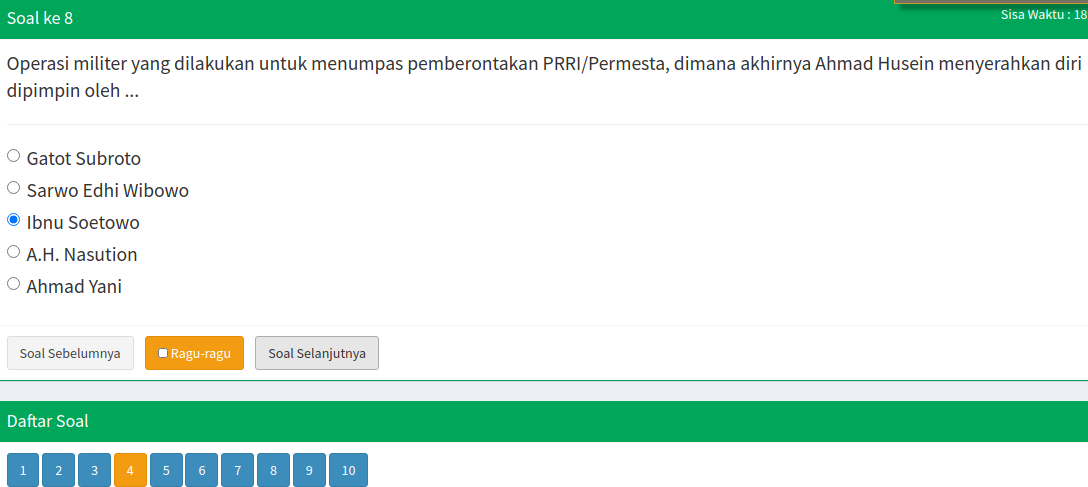 Soal ke 8
Sisa Waktu : 18
Operasi militer yang dilakukan untuk menumpas pemberontakan PRRI/Permesta, dimana akhirnya Ahmad Husein menyerahkan diri
dipimpin oleh ...
Gatot Subroto
Sarwo Edhi Wibowo
Ibnu Soetowo
A.H. Nasution
Ahmad Yani
Soal Sebelumnya
Ragu-ragu
Soal Selanjutnya
Daftar Soal
1 2 3 4 5 6 7 8 9 10